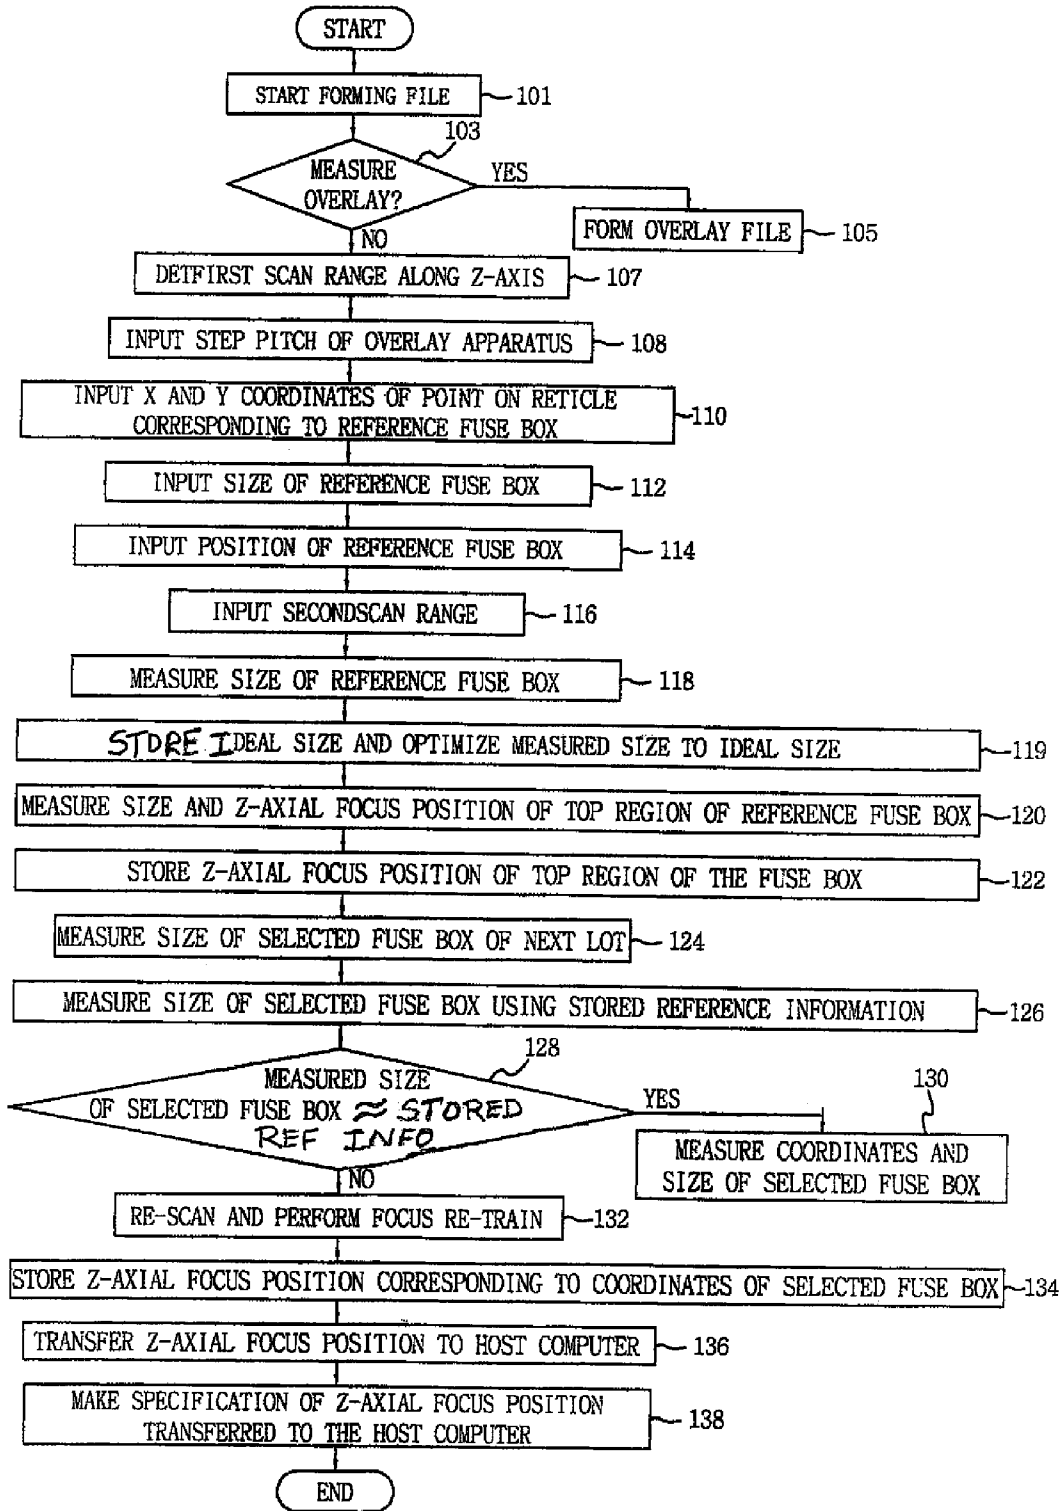 START
START FORMING FILE
101
103
MEASURE
OVERLAY?
YES
FORM OVERLAY FILE
105
NO
DETFIRST SCAN RANGE ALONG Z-AXIS
107
INPUT STEP PITCH OF OVERLAY APPARATUS
108
INPUT X AND Y COORDINATES OF POINT ON RETICLE
CORRESPONDING TO REFERENCE FUSE BOX
110
INPUT SIZE OF REFERENCE FUSE BOX
112
INPUT POSITION OF REFERENCE FUSE BOX
114
INPUT SECONDSCAN RANGE
116
MEASURE SIZE OF REFERENCE FUSE BOX
118
STORE IDEAL SIZE AND OPTIMIZE MEASURED SIZE TO IDEAL SIZE
119
MEASURE SIZE AND Z-AXIAL FOCUS POSITION OF TOP REGION OF REFERENCE FUSE BOX
120
STORE Z-AXIAL FOCUS POSITION OF TOP REGION OF THE FUSE BOX
122
MEASURE SIZE OF SELECTED FUSE BOX OF NEXT LOT
124
MEASURE SIZE OF SELECTED FUSE BOX USING STORED REFERENCE INFORMATION
126
128
MEASURED SIZE
OF SELECTED FUSE BOX ≈ STORED
REF INFO
YES
130
MEASURE COORDINATES AND
SIZE OF SELECTED FUSE BOX
NO
RE-SCAN AND PERFORM FOCUS RE-TRAIN
132
STORE Z-AXIAL FOCUS POSITION CORRESPONDING TO COORDINATES OF SELECTED FUSE BOX
134
TRANSFER Z-AXIAL FOCUS POSITION TO HOST COMPUTER
136
MAKE SPECIFICATION OF Z-AXIAL FOCUS POSITION
TRANSFERRED TO THE HOST COMPUTER
138
END